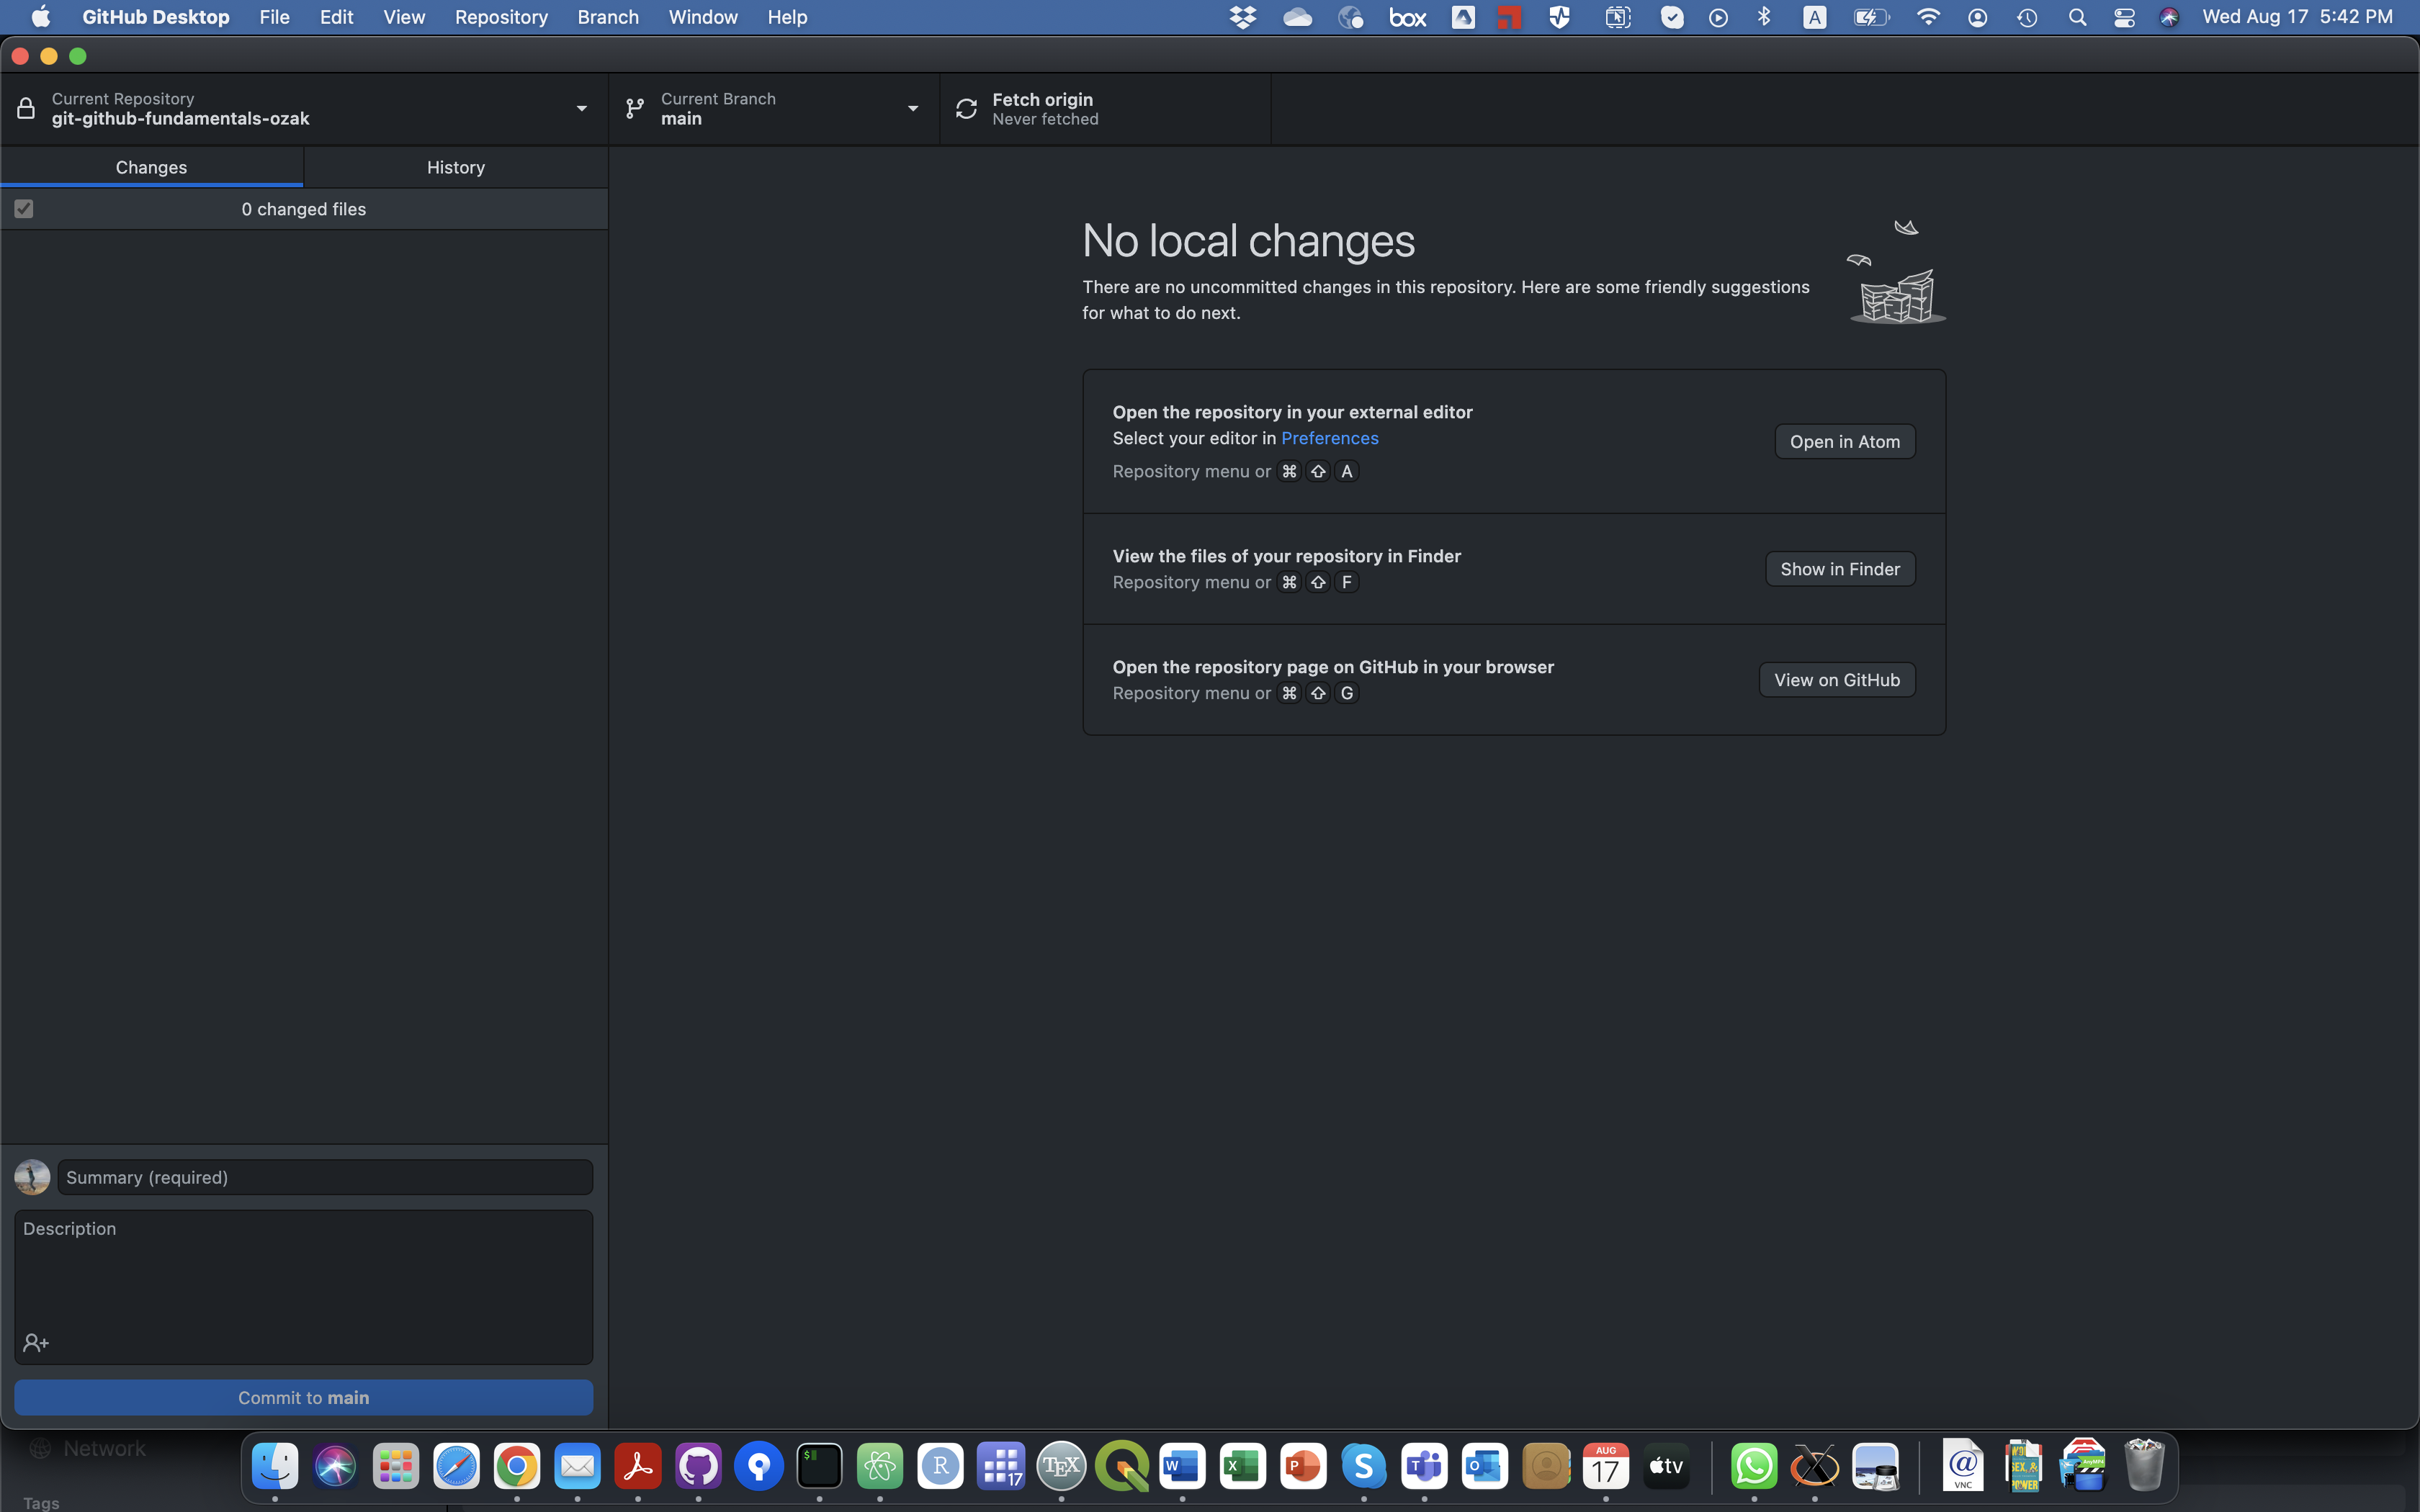 GitHub Desktop File Edit View Repository Branch Window Help box A Wed Aug 17 5:42 PM
Current Repository
git-github-fundamentals-ozak
Current Branch
main
Fetch origin
Never fetched
Changes History
0 changed files
No local changes
There are no uncommitted changes in this repository. Here are some friendly suggestions
for what to do next.
Open the repository in your external editor
Select your editor in Preferences
Repository menu or ⌘ ⇧ A
Open in Atom
View the files of your repository in Finder
Repository menu or ⌘ ⇧ F
Show in Finder
Open the repository page on GitHub in your browser
Repository menu or ⌘ ⇧ G
View on GitHub
Summary (required)
Description
Commit to main
Network
Tags
$
R
17
TEX
W
X
P
S
T
O
AUG
17
tv
@
VNC
SEX, &
POWER